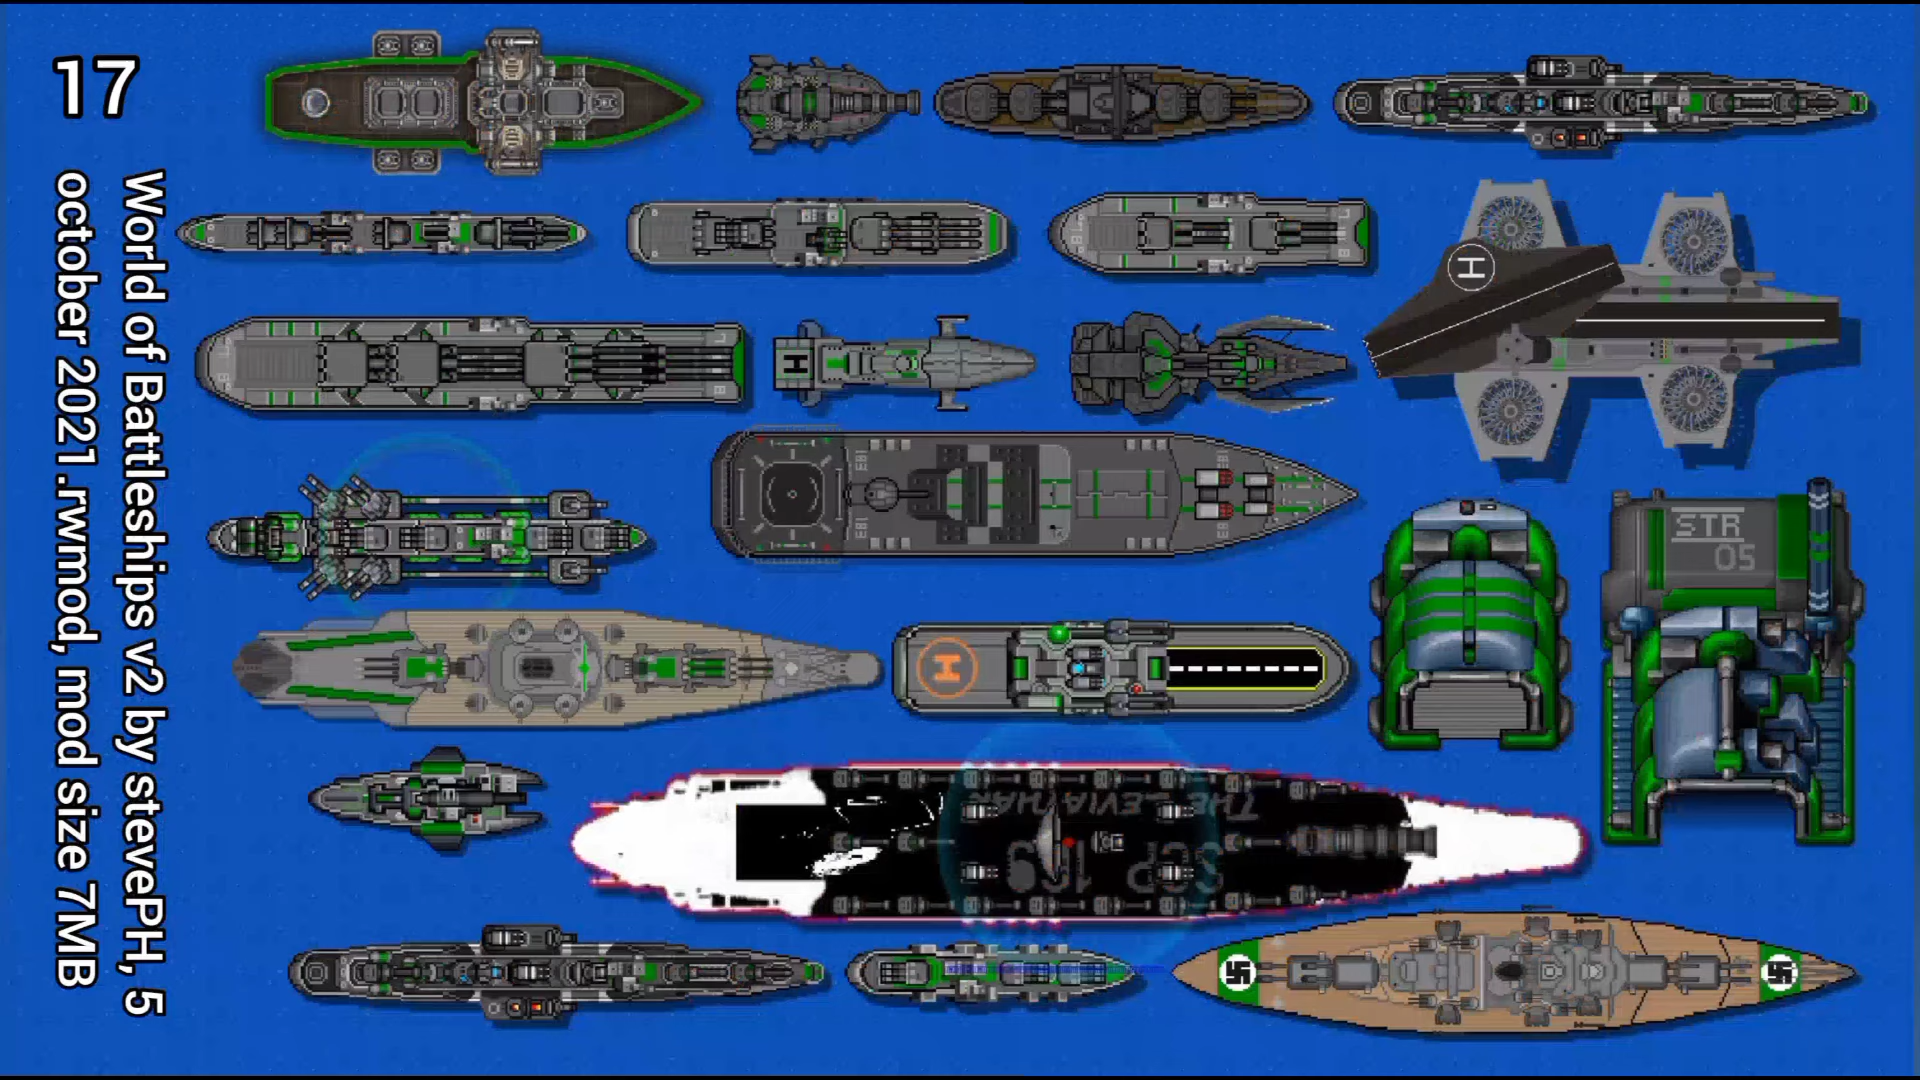 17
World of Battleships v2 by stevePH, 5
october 2021 .rwmod, mod size 7MB
H
H
STR
05
H
THE LEVIATHAN
SCP 169